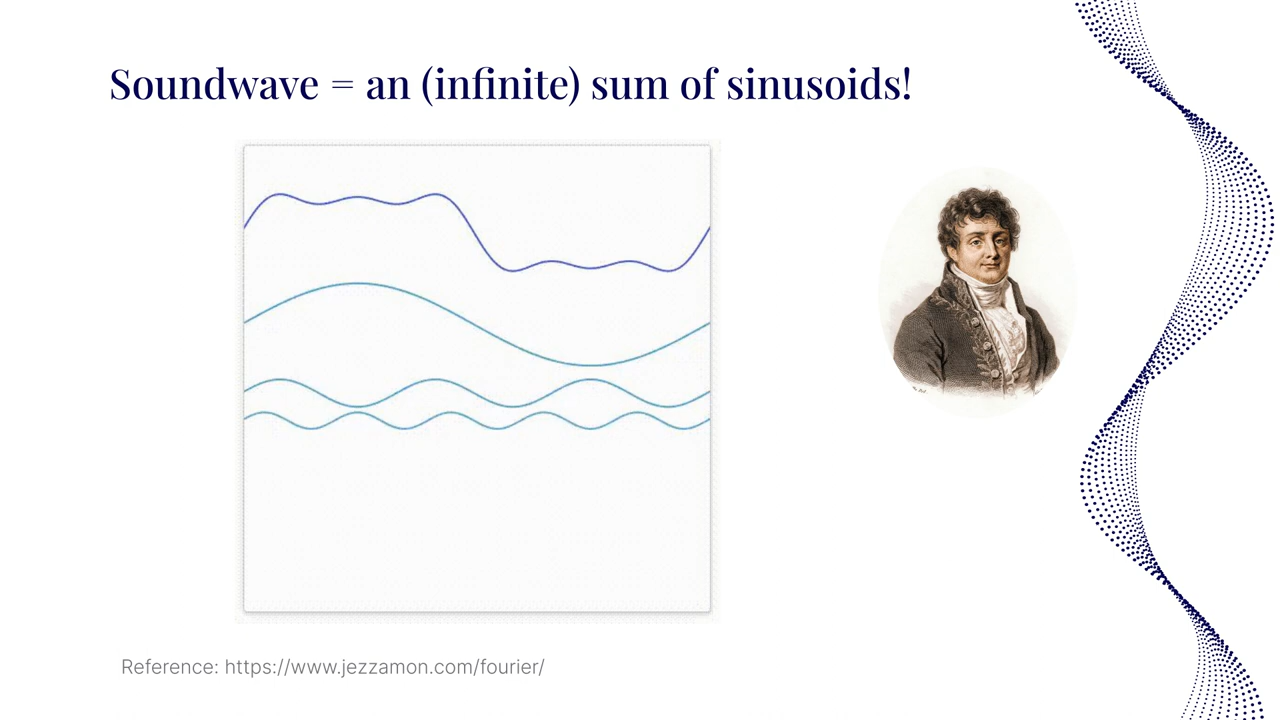 Soundwave = an (infinite) sum of sinusoids!
Reference: https://www.jezzamon.com/fourier/